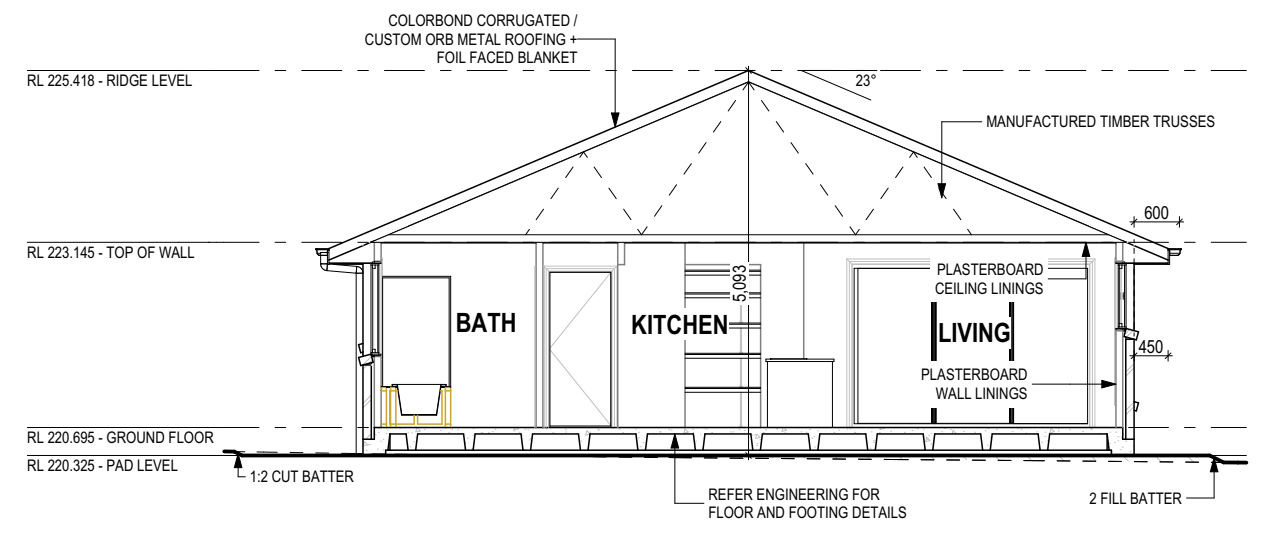 COLORBOND CORRUGATED /
CUSTOM ORB METAL ROOFING +
FOIL FACED BLANKET
RL 225.418 - RIDGE LEVEL
23°
MANUFACTURED TIMBER TRUSSES
600
RL 223.145 - TOP OF WALL
5,093
PLASTERBOARD
CEILING LININGS
BATH
KITCHEN
LIVING
450
PLASTERBOARD
WALL LININGS
RL 220.695 - GROUND FLOOR
RL 220.325 - PAD LEVEL
1:2 CUT BATTER
REFER ENGINEERING FOR
FLOOR AND FOOTING DETAILS
2 FILL BATTER